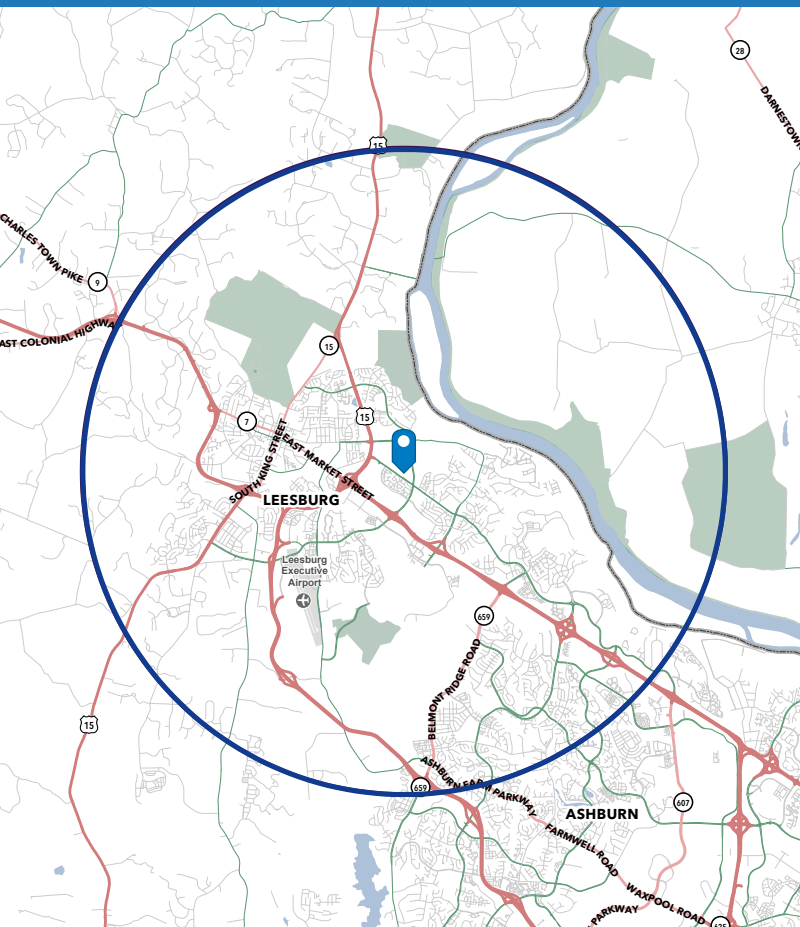 28
DARNESTOWN
15
CHARLES TOWN PIKE
9
AST COLONIAL HIGHWA
15
7
15
SOUTH KING STREET
EAST MARKET STREET
LEESBURG
Leesburg
Executive
Airport
659
BELMONT RIDGE ROAD
15
ASHBURN FARM PARKWAY
659
607
ASHBURN
FARMWELL ROAD
WAXPOOL ROAD
PARKWAY
625